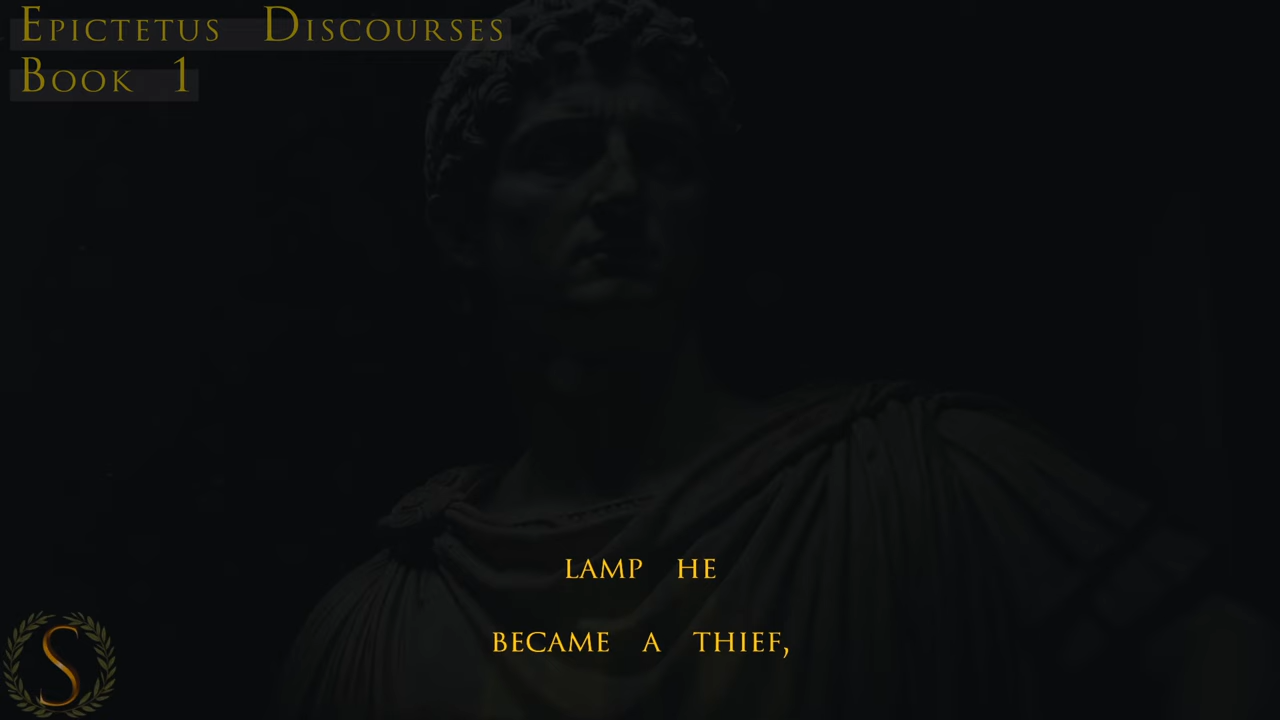 Epictetus Discourses
Book 1
LAMP HE
BECAME A THIEF,
S